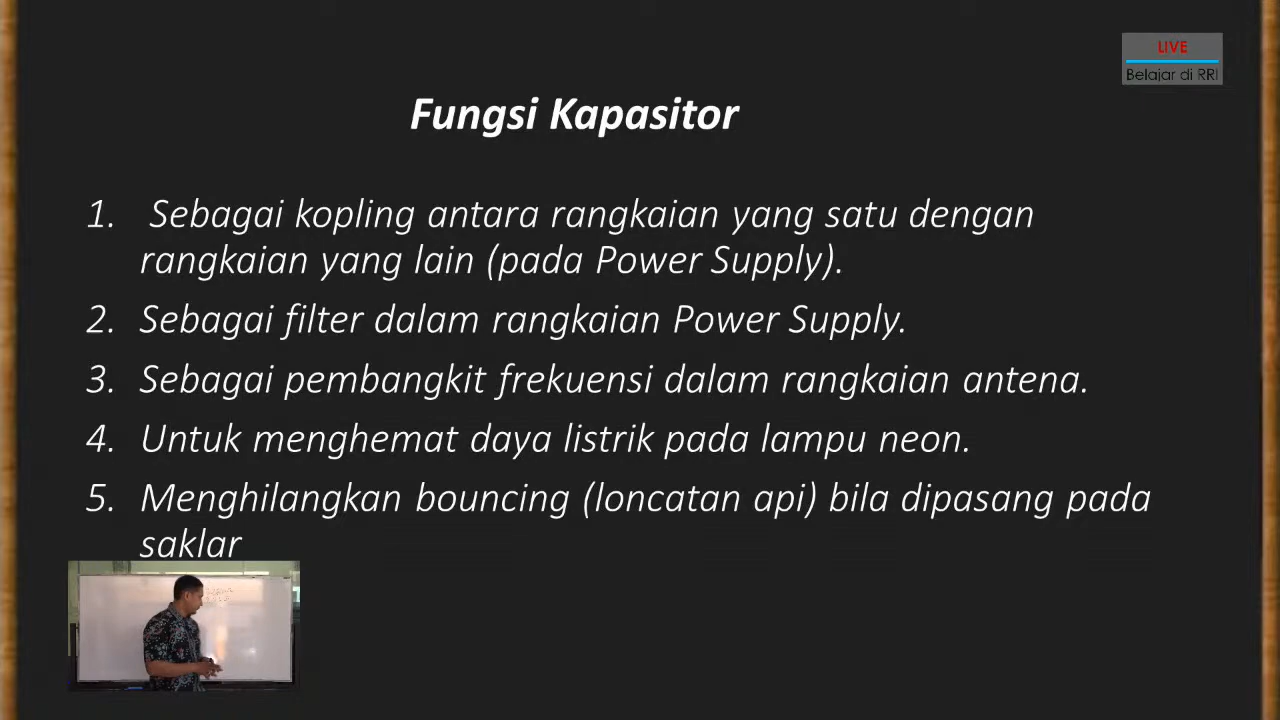 LIVE
Belajar di RRI
Fungsi Kapasitor
1. Sebagai kopling antara rangkaian yang satu dengan
rangkaian yang lain (pada Power Supply).
2. Sebagai filter dalam rangkaian Power Supply.
3. Sebagai pembangkit frekuensi dalam rangkaian antena.
4. Untuk menghemat daya listrik pada lampu neon.
5. Menghilangkan bouncing (loncatan api) bila dipasang pada
saklar